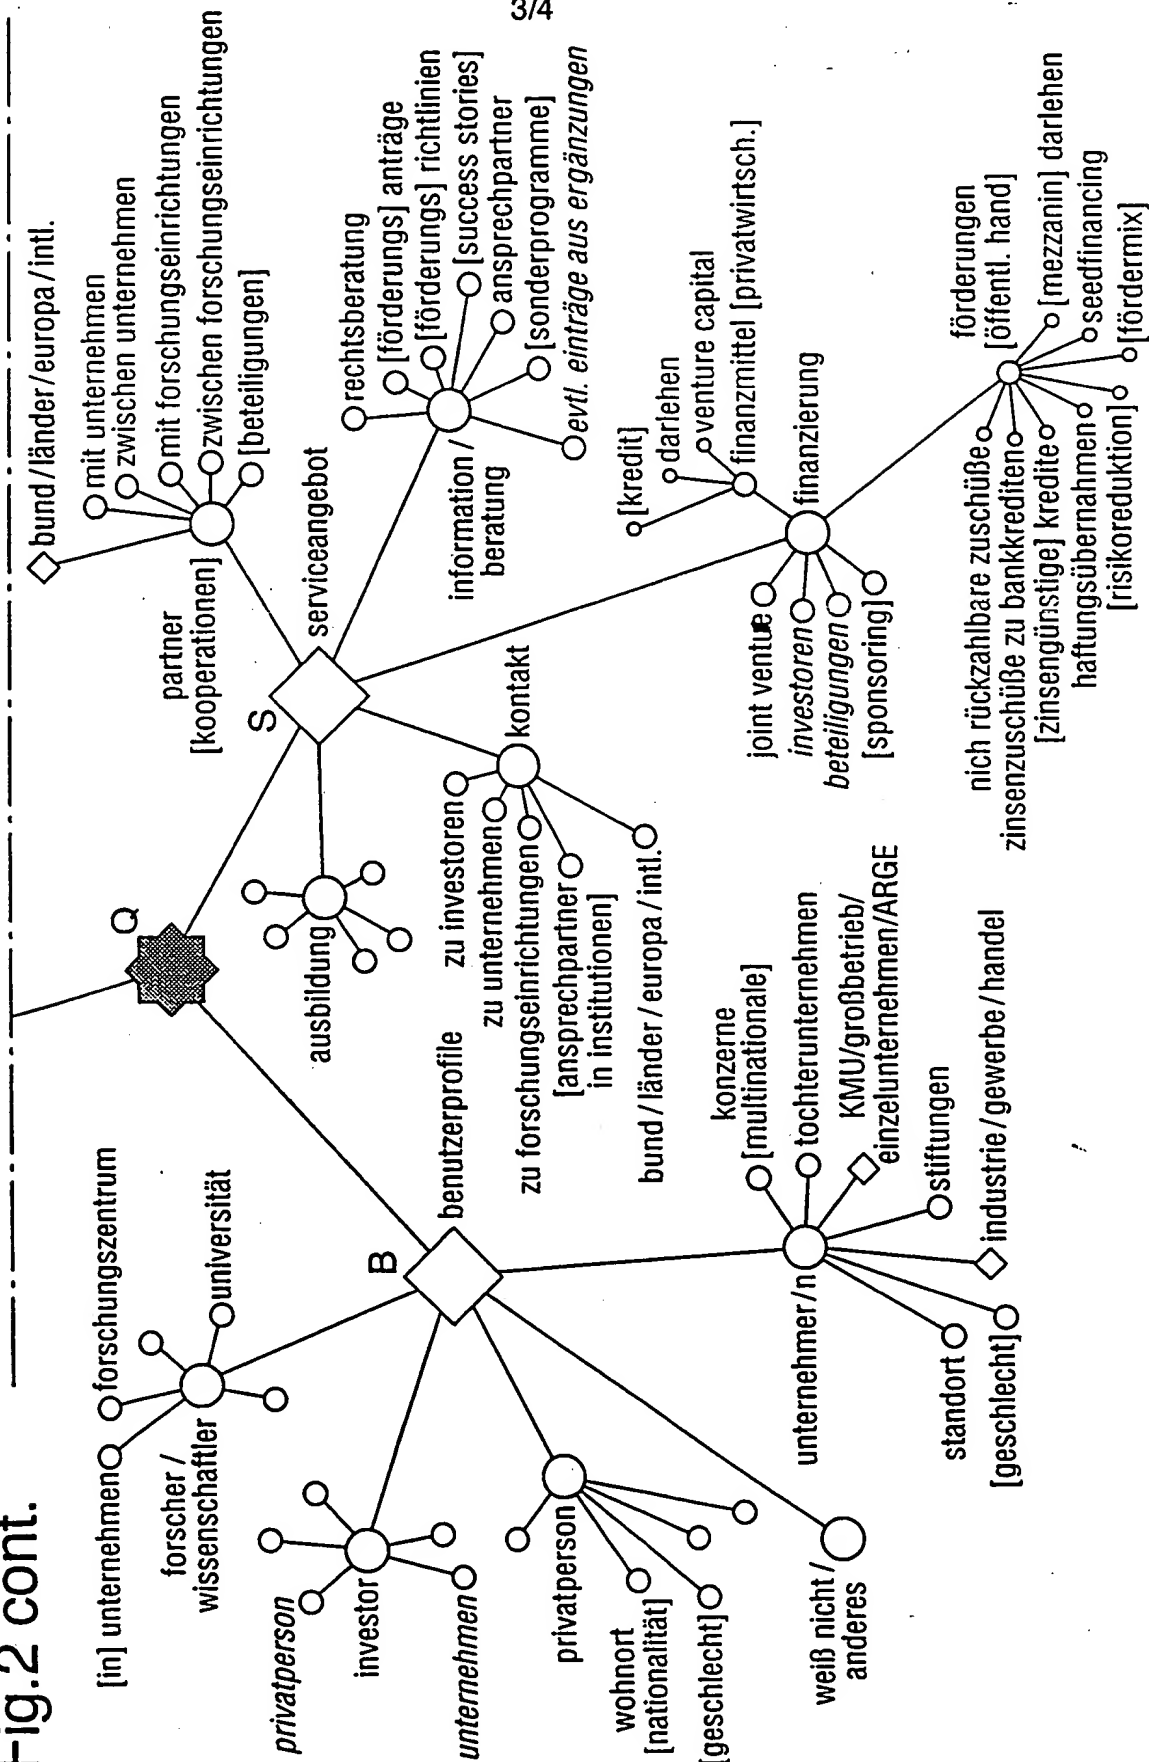 3/4
Fig.2 cont.
Q
bund/länder/europa/intl.
mit unternehmen
zwischen unternehmen
mit forschungseinrichtungen
zwischen forschungseinrichtungen
[beteiligungen]
partner
[kooperationen]
S
serviceangebot
rechtsberatung
[förderungs] anträge
[förderungs] richtlinien
[success stories]
ansprechpartner
[sonderprogramme]
evtl. einträge aus ergänzungen
information/
beratung
ausbildung
kontakt
zu investoren
zu unternehmen
zu forschungseinrichtungen
[ansprechpartner
in institutionen]
bund/länder/europa/intl.
[kredit]
darlehen
venture capital
finanzmittel [privatwirtsch.]
finanzierung
joint ventue
investoren
beteiligungen
[sponsoring]
förderungen
[öffentl. hand]
[mezzanin] darlehen
seedfinancing
[fördermix]
nich rückzahlbare zuschüße
zinsenzuschüße zu bankkrediten
[zinsengünstige] kredite
haftungsübernahmen
[risikoreduktion]
B
benutzerprofile
[in] unternehmen
forschungszentrum
universität
forscher/
wissenschaftler
privatperson
investor
unternehmen
privatperson
wohnort
[nationalität]
[geschlecht]
weiß nicht/
anderes
unternehmer/n
konzerne
[multinationale]
tochterunternehmen
KMU/großbetrieb/
einzelunternehmen/ARGE
stiftungen
industrie/gewerbe/handel
standort
[geschlecht]